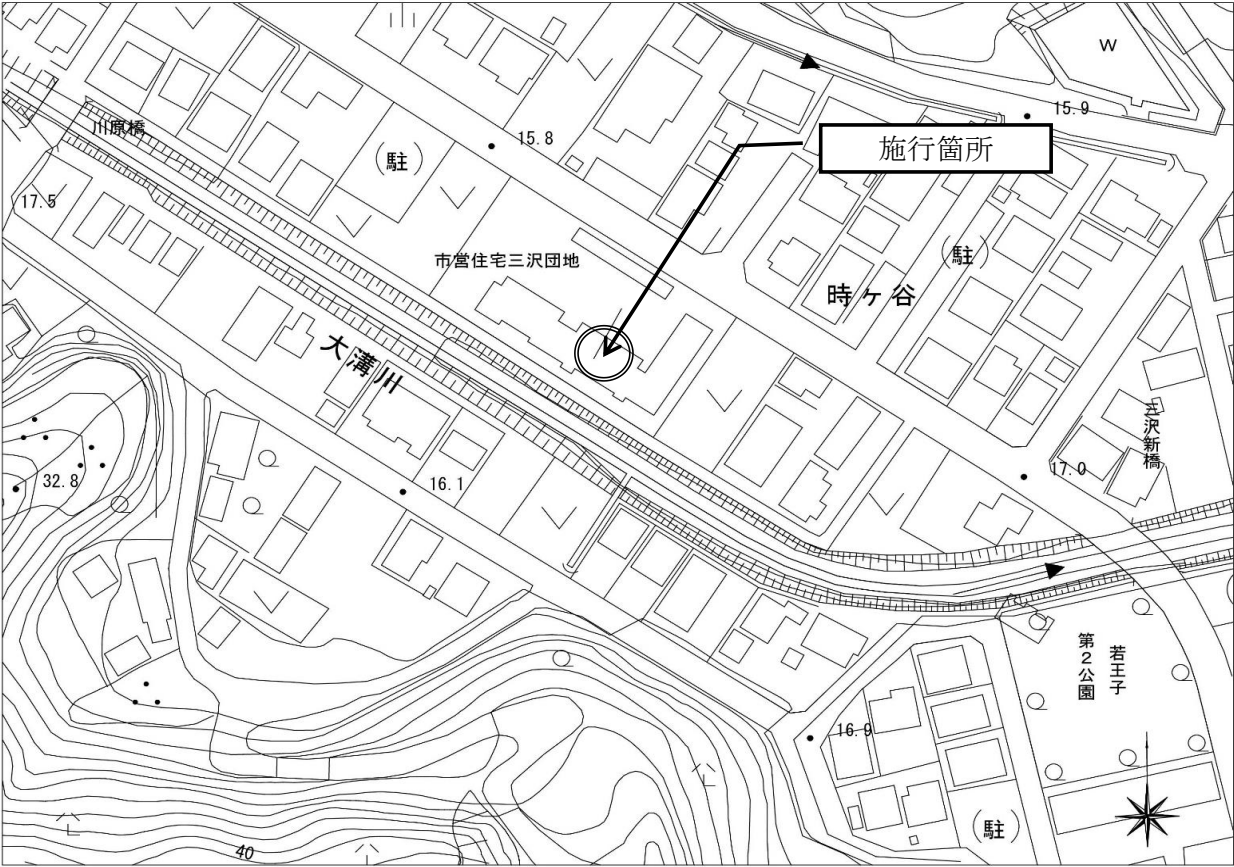 W
15.9
川原橋
15.8
施行箇所
(駐)
17.5
市営住宅三沢団地
(駐)
時ヶ谷
大溝川
三沢新橋
17.0
32.8
16.1
若王子
第2公園
16.9
(駐)
40